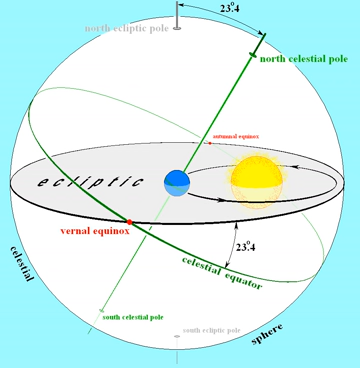 23°.4
north ecliptic pole
north celestial pole
autumnal equinox
ecliptic
vernal equinox
23°.4
celestial equator
celestial
south celestial pole
south ecliptic pole
sphere